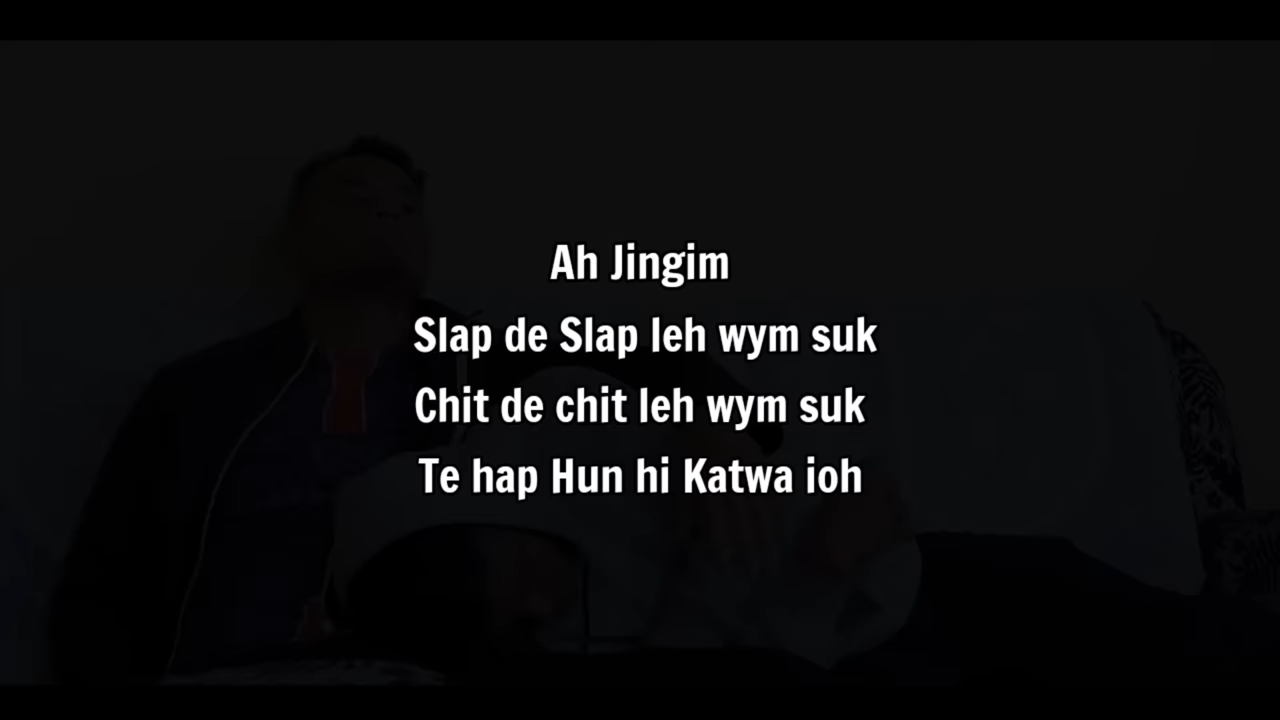 Ah Jingim
Slap de Slap leh wym suk
Chit de chit leh wym suk
Te hap Hun hi Katwa ioh